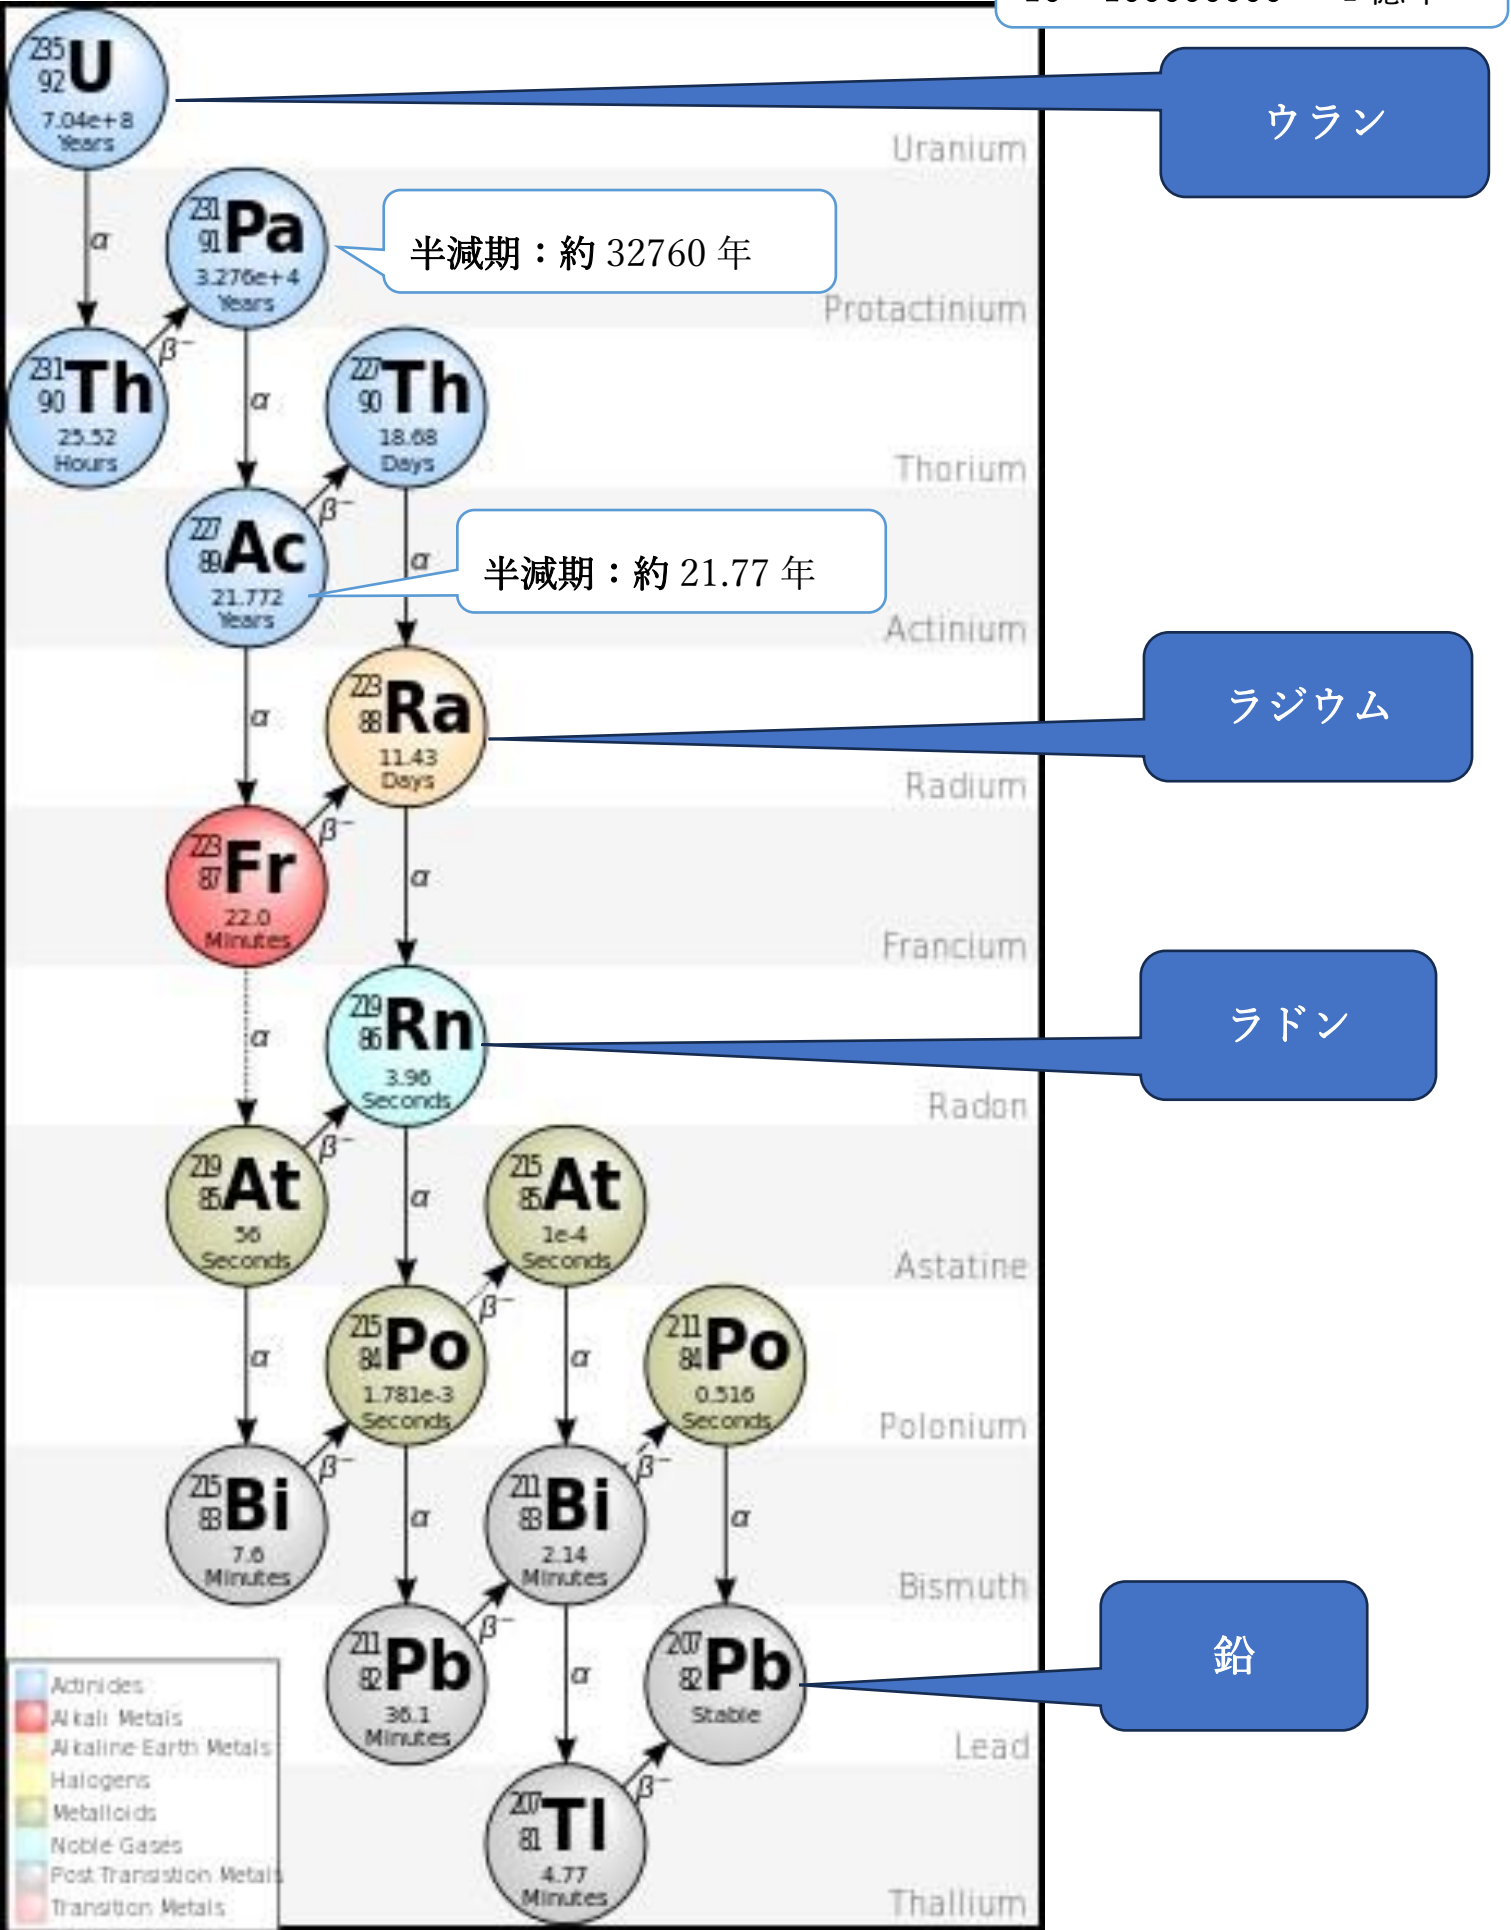 235
92 U
7.04e+8
Years
ウラン
Uranium
α
231
91 Pa
3.276e+4
Years
半減期：約 32760 年
Protactinium
β−
231
90 Th
25.52
Hours
α
227
90 Th
18.68
Days
Thorium
β−
227
89 Ac
21.772
Years
α
半減期：約 21.77 年
Actinium
α
223
88 Ra
11.43
Days
ラジウム
Radium
β−
223
87 Fr
22.0
Minutes
α
Francium
α
219
86 Rn
3.96
Seconds
ラドン
Radon
β−
219
85 At
56
Seconds
α
215
85 At
1e-4
Seconds
Astatine
β−
α
215
84 Po
1.781e-3
Seconds
α
211
84 Po
0.516
Seconds
Polonium
β−
β−
215
83 Bi
7.6
Minutes
α
211
83 Bi
2.14
Minutes
α
Bismuth
β−
211
82 Pb
36.1
Minutes
α
207
82 Pb
Stable
鉛
Lead
β−
207
81 Tl
4.77
Minutes
Thallium
Actinides
Alkali Metals
Alkaline Earth Metals
Halogens
Metalloids
Noble Gases
Post Transistion Metals
Transition Metals